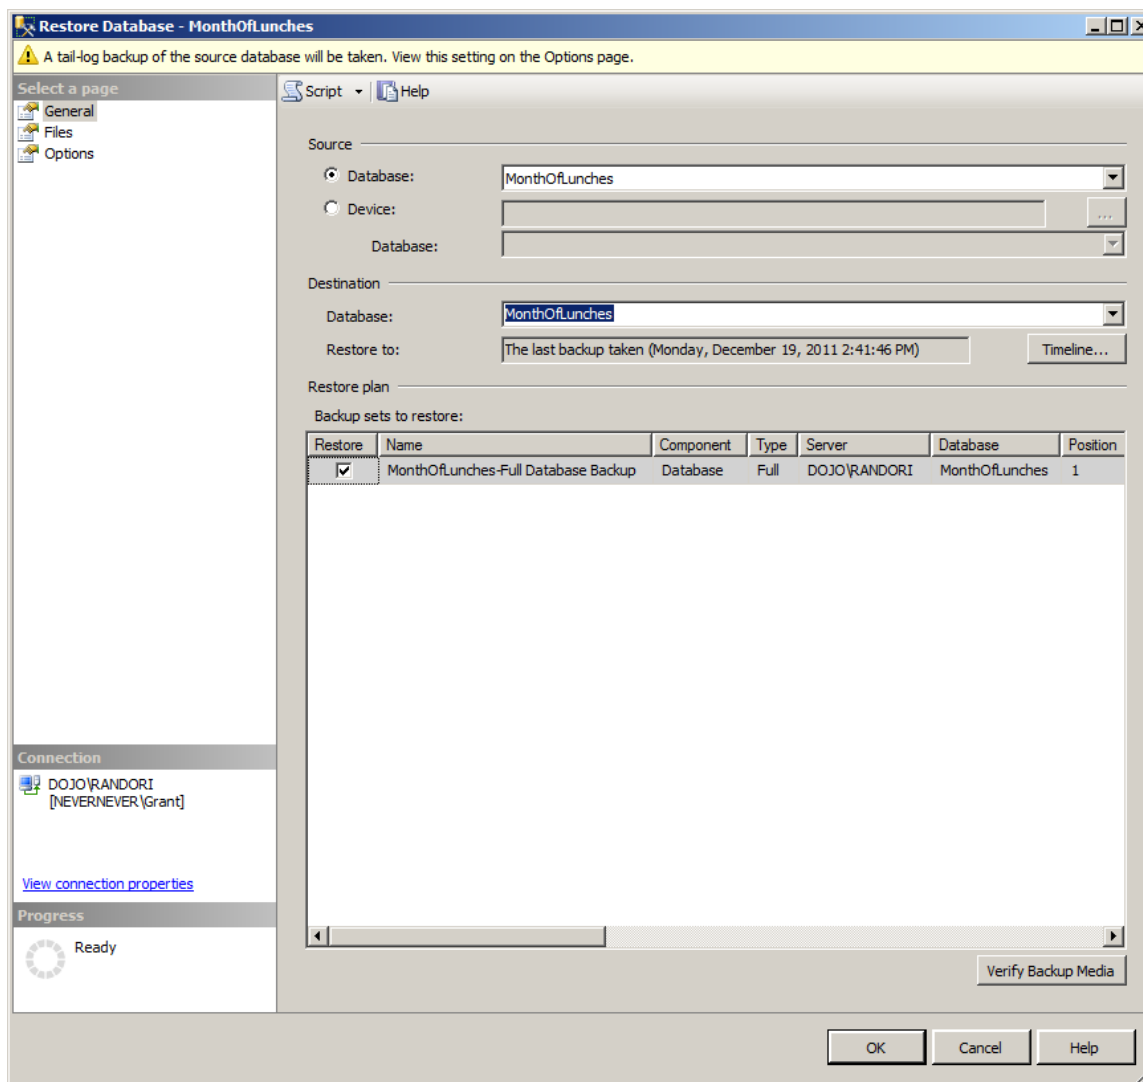 Restore Database - MonthOfLunches
A tail-log backup of the source database will be taken. View this setting on the Options page.
Select a page
General
Files
Options
Script
Help
Source
Database:
MonthOfLunches
Device:
...
Database:
Destination
Database:
MonthOfLunches
Restore to:
The last backup taken (Monday, December 19, 2011 2:41:46 PM)
Timeline...
Restore plan
Backup sets to restore:
Restore Name Component Type Server Database Position
MonthOfLunches-Full Database Backup Database Full DOJO\RANDORI MonthOfLunches 1
Connection
DOJO\RANDORI
[NEVERNEVER\Grant]
View connection properties
Progress
Ready
Verify Backup Media
OK
Cancel
Help